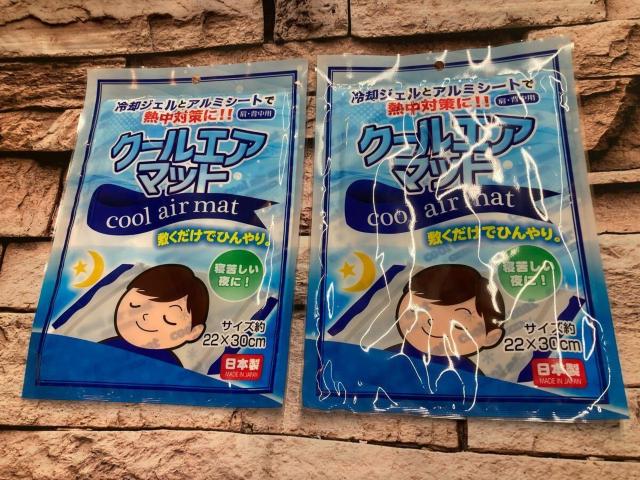 冷却ジェルとアルミシートで
熱中対策に!!
肩・背中用
クールエア
マット
cool air mat
敷くだけでひんやり。
寝苦しい
夜に!
サイズ約
22×30cm
日本製
MADE IN JAPAN
冷却ジェルとアルミシートで
熱中対策に!!
肩・背中用
クールエア
マット
cool air mat
敷くだけでひんやり。
寝苦しい
夜に!
サイズ約
22×30cm
日本製
MADE IN JAPAN